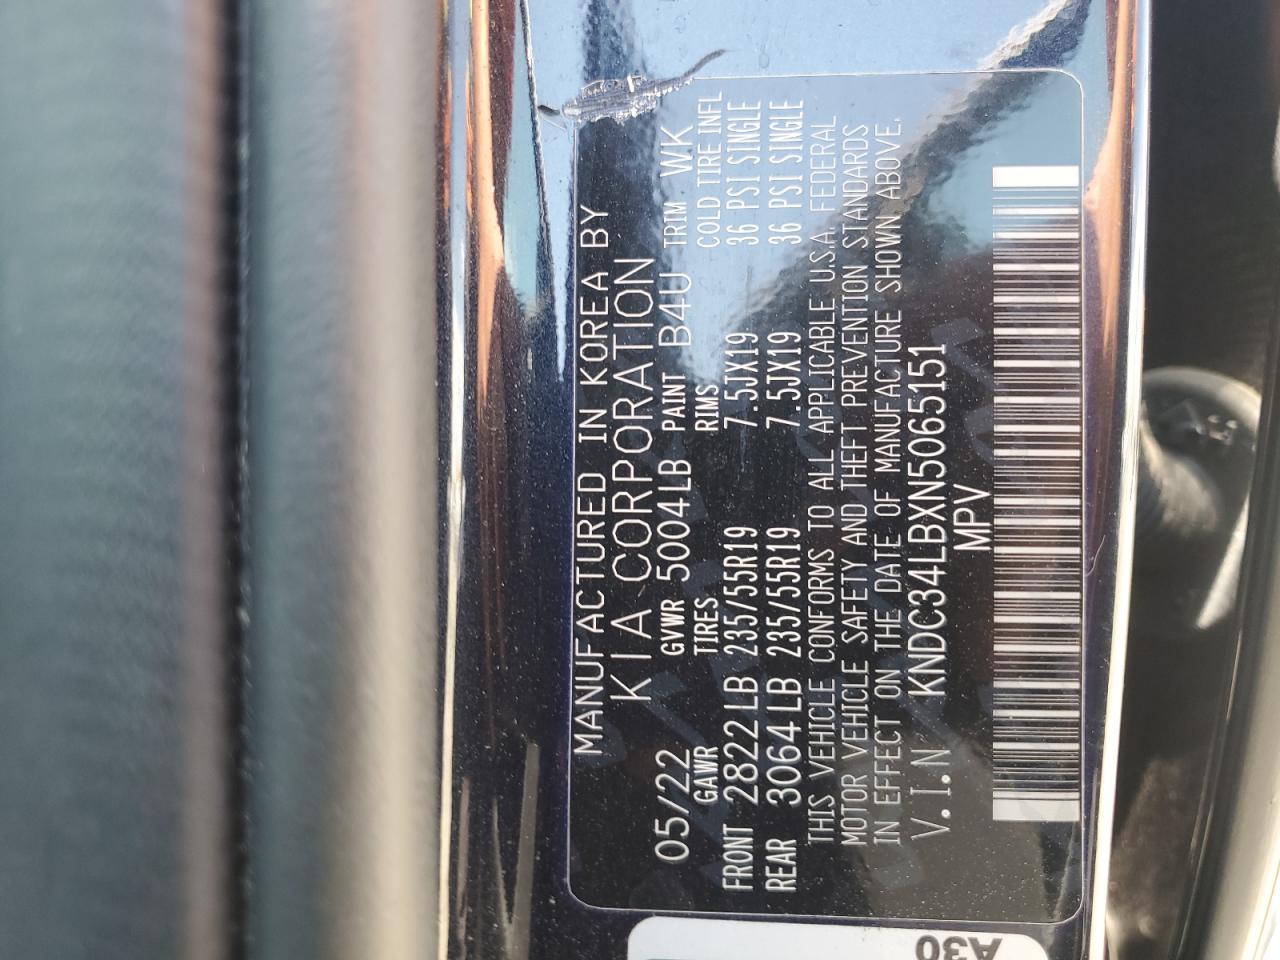 MANUFACTURED IN KOREA BY
KIA CORPORATION
05/22 GVWR 5004LB PAINT B4U TRIM WK
GAWR TIRES RIMS COLD TIRE INFL
FRONT 2822LB 235/55R19 7.5JX19 36 PSI SINGLE
REAR 3064LB 235/55R19 7.5JX19 36 PSI SINGLE
THIS VEHICLE CONFORMS TO ALL APPLICABLE U.S.A. FEDERAL
MOTOR VEHICLE SAFETY AND THEFT PREVENTION STANDARDS
IN EFFECT ON THE DATE OF MANUFACTURE SHOWN ABOVE.
V.I.N KNDC34LBXN5065151
MPV
A30